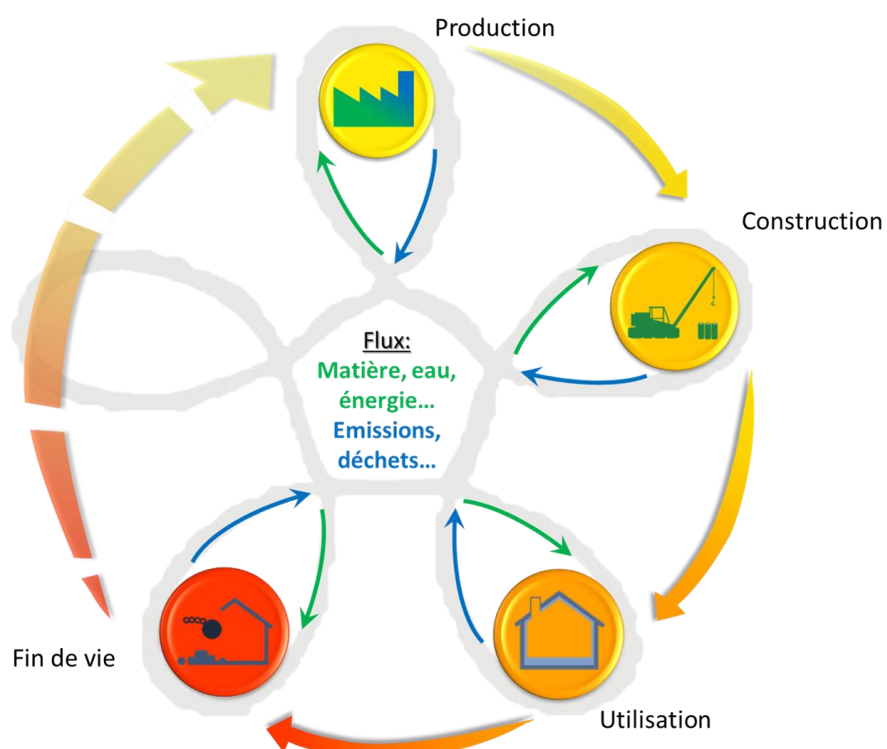 Production
Construction
Flux:
Matière, eau,
énergie...
Emissions,
déchets...
Fin de vie
Utilisation